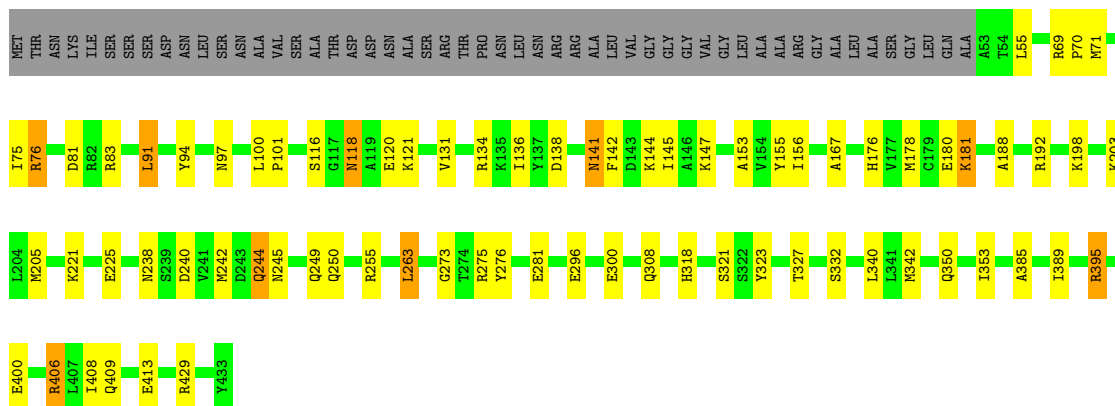 MET THR ASN LYS ILE SER SER SER ASP ASN LEU SER ASN ALA VAL SER ALA THR ASP ASP ASN ALA SER ARG THR PRO ASN ILE LEU ASN ARG ARG ALA LEU VAL GLY GLY GLY VAL GLY LEU ALA ALA ARG GLY ALA LEU ALA SER GLY LEU GLN ALA A53 T54 L55 R69 P70 M71
I75 R76 D81 R82 R83 L91 Y94 N97 L100 P101 S116 G117 N118 A119 E120 K121 V131 R134 K135 I136 Y137 D138 N141 F142 D143 K144 I145 A146 K147 A153 V154 Y155 I156 A167 H176 V177 M178 C179 E180 K181 A188 R192 K198 K203
L204 M205 K221 E225 N238 S239 D240 V241 M242 D243 Q244 N245 Q249 Q250 R255 L263 G273 T274 R275 Y276 E281 E296 E300 Q308 H318 S321 S322 Y323 T327 S332 L340 L341 M342 Q350 I353 A385 I389 R395
E400 R406 L407 I408 Q409 E413 R429 Y433